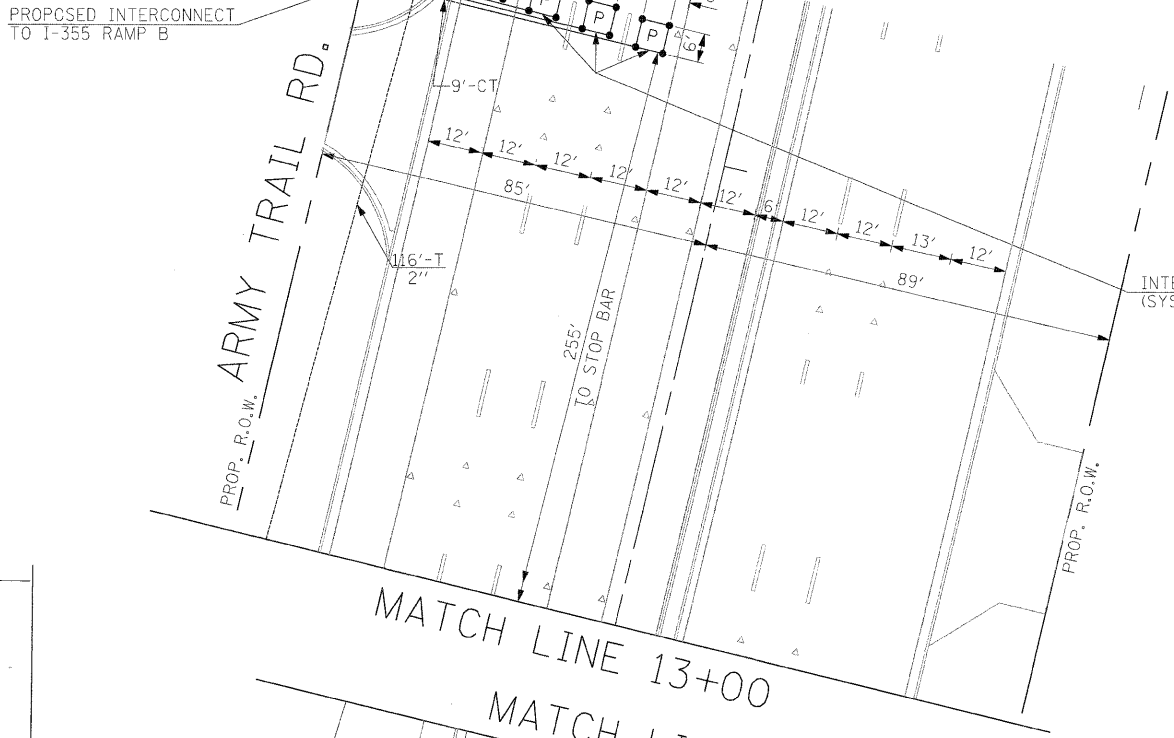 PROPOSED INTERCONNECT
TO I-355 RAMP B
P
P
P
6'
9'-CT
ARMY TRAIL RD.
12'
12'
12'
12'
12'
12'
6'
12'
12'
13'
12'
85'
89'
116'-T
2"
255'
TO STOP BAR
PROP. R.O.W.
PROP. R.O.W.
MATCH LINE 13+00
MATCH